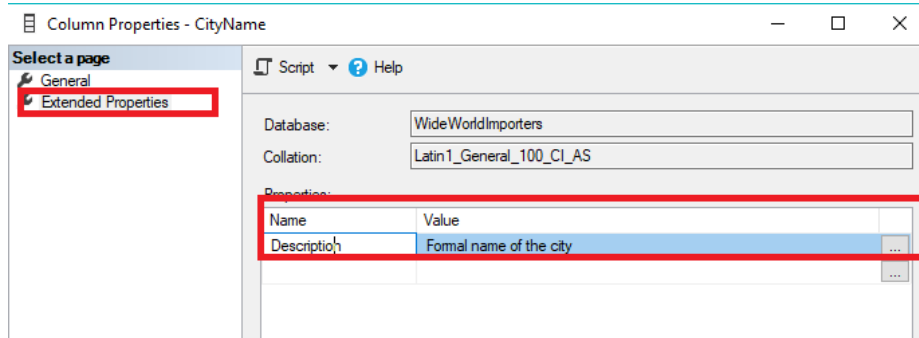 Column Properties - CityName
Select a page
General
Extended Properties
Script Help
Database: WideWorldImporters
Collation: Latin1_General_100_CI_AS
Properties:
Name Value
Description Formal name of the city ...
...